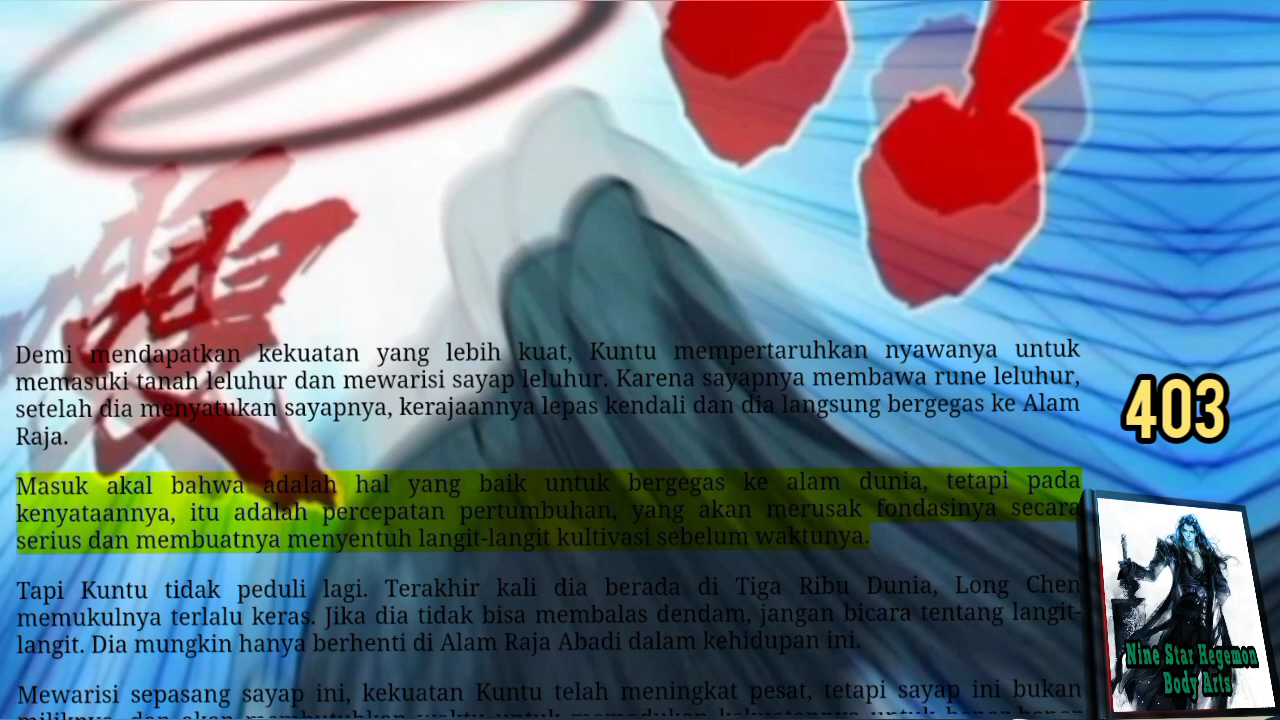 Demi mendapatkan kekuatan yang lebih kuat, Kuntu mempertaruhkan nyawanya untuk
memasuki tanah leluhur dan mewarisi sayap leluhur. Karena sayapnya membawa rune leluhur,
setelah dia menyatukan sayapnya, kerajaannya lepas kendali dan dia langsung bergegas ke Alam
Raja.
403
Masuk akal bahwa adalah hal yang baik untuk bergegas ke alam dunia, tetapi pada
kenyataannya, itu adalah percepatan pertumbuhan, yang akan merusak fondasinya secara
serius dan membuatnya menyentuh langit-langit kultivasi sebelum waktunya.
Tapi Kuntu tidak peduli lagi. Terakhir kali dia berada di Tiga Ribu Dunia, Long Chen
memukulnya terlalu keras. Jika dia tidak bisa membalas dendam, jangan bicara tentang langit-
langit. Dia mungkin hanya berhenti di Alam Raja Abadi dalam kehidupan ini.
Nine Star Hegemon
Body Arts
Mewarisi sepasang sayap ini, kekuatan Kuntu telah meningkat pesat, tetapi sayap ini bukan